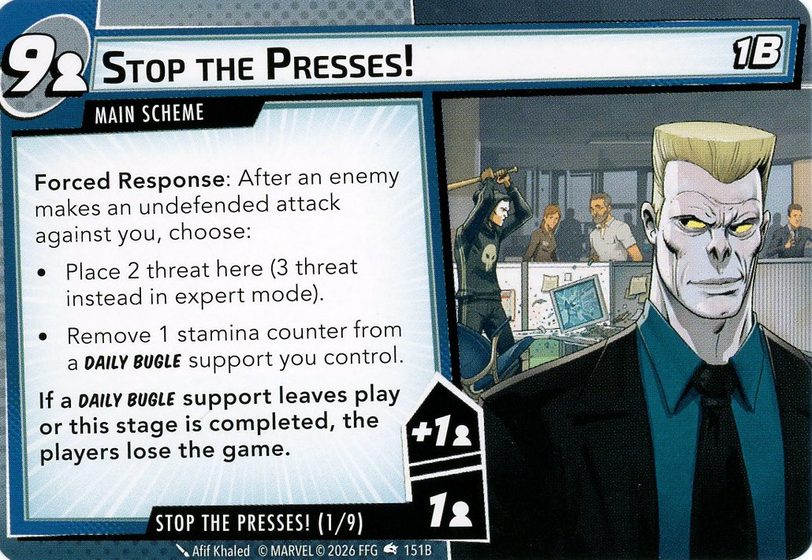 9
STOP THE PRESSES!
1B
MAIN SCHEME
Forced Response: After an enemy
makes an undefended attack
against you, choose:
• Place 2 threat here (3 threat
instead in expert mode).
• Remove 1 stamina counter from
a DAILY BUGLE support you control.
If a DAILY BUGLE support leaves play
or this stage is completed, the
players lose the game.
+1
1
STOP THE PRESSES! (1/9)
Afif Khaled © MARVEL © 2026 FFG 151B